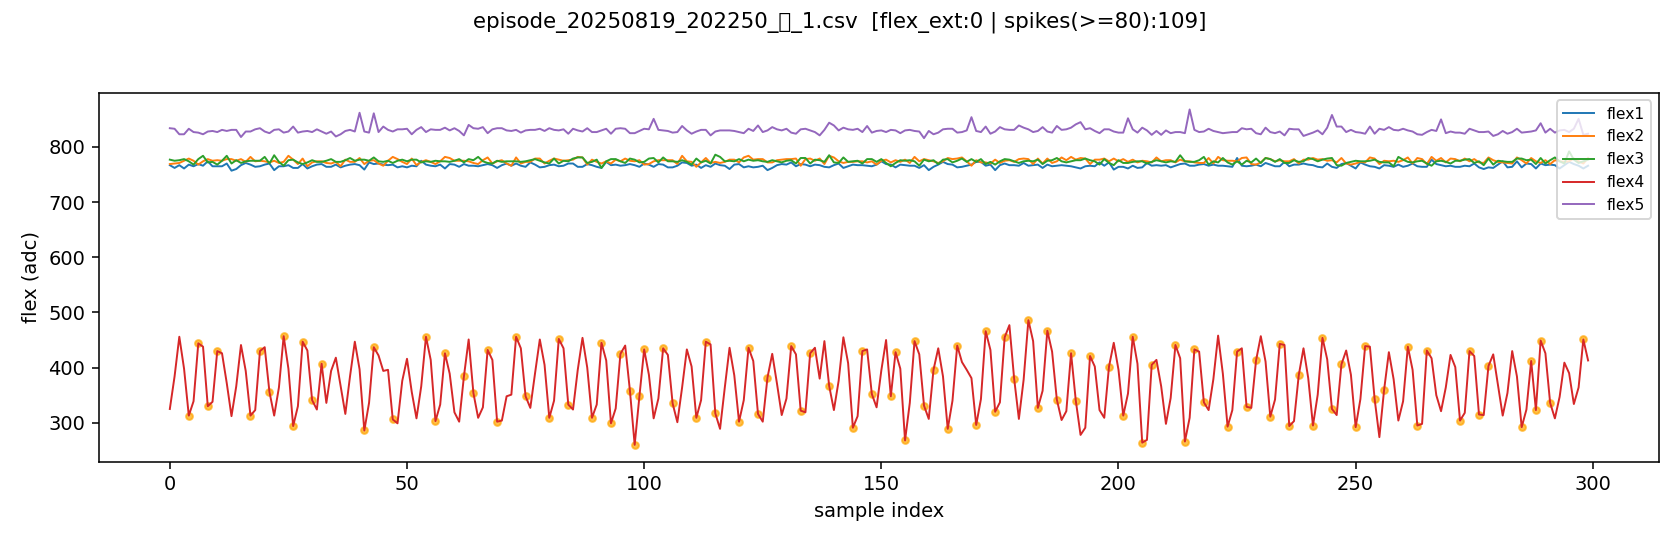 episode_20250819_202250_▯_1.csv [flex_ext:0 | spikes(>=80):109]
flex1
flex2
flex3
flex4
flex5
flex (adc)
800
700
600
500
400
300
0
50
100
150
200
250
300
sample index